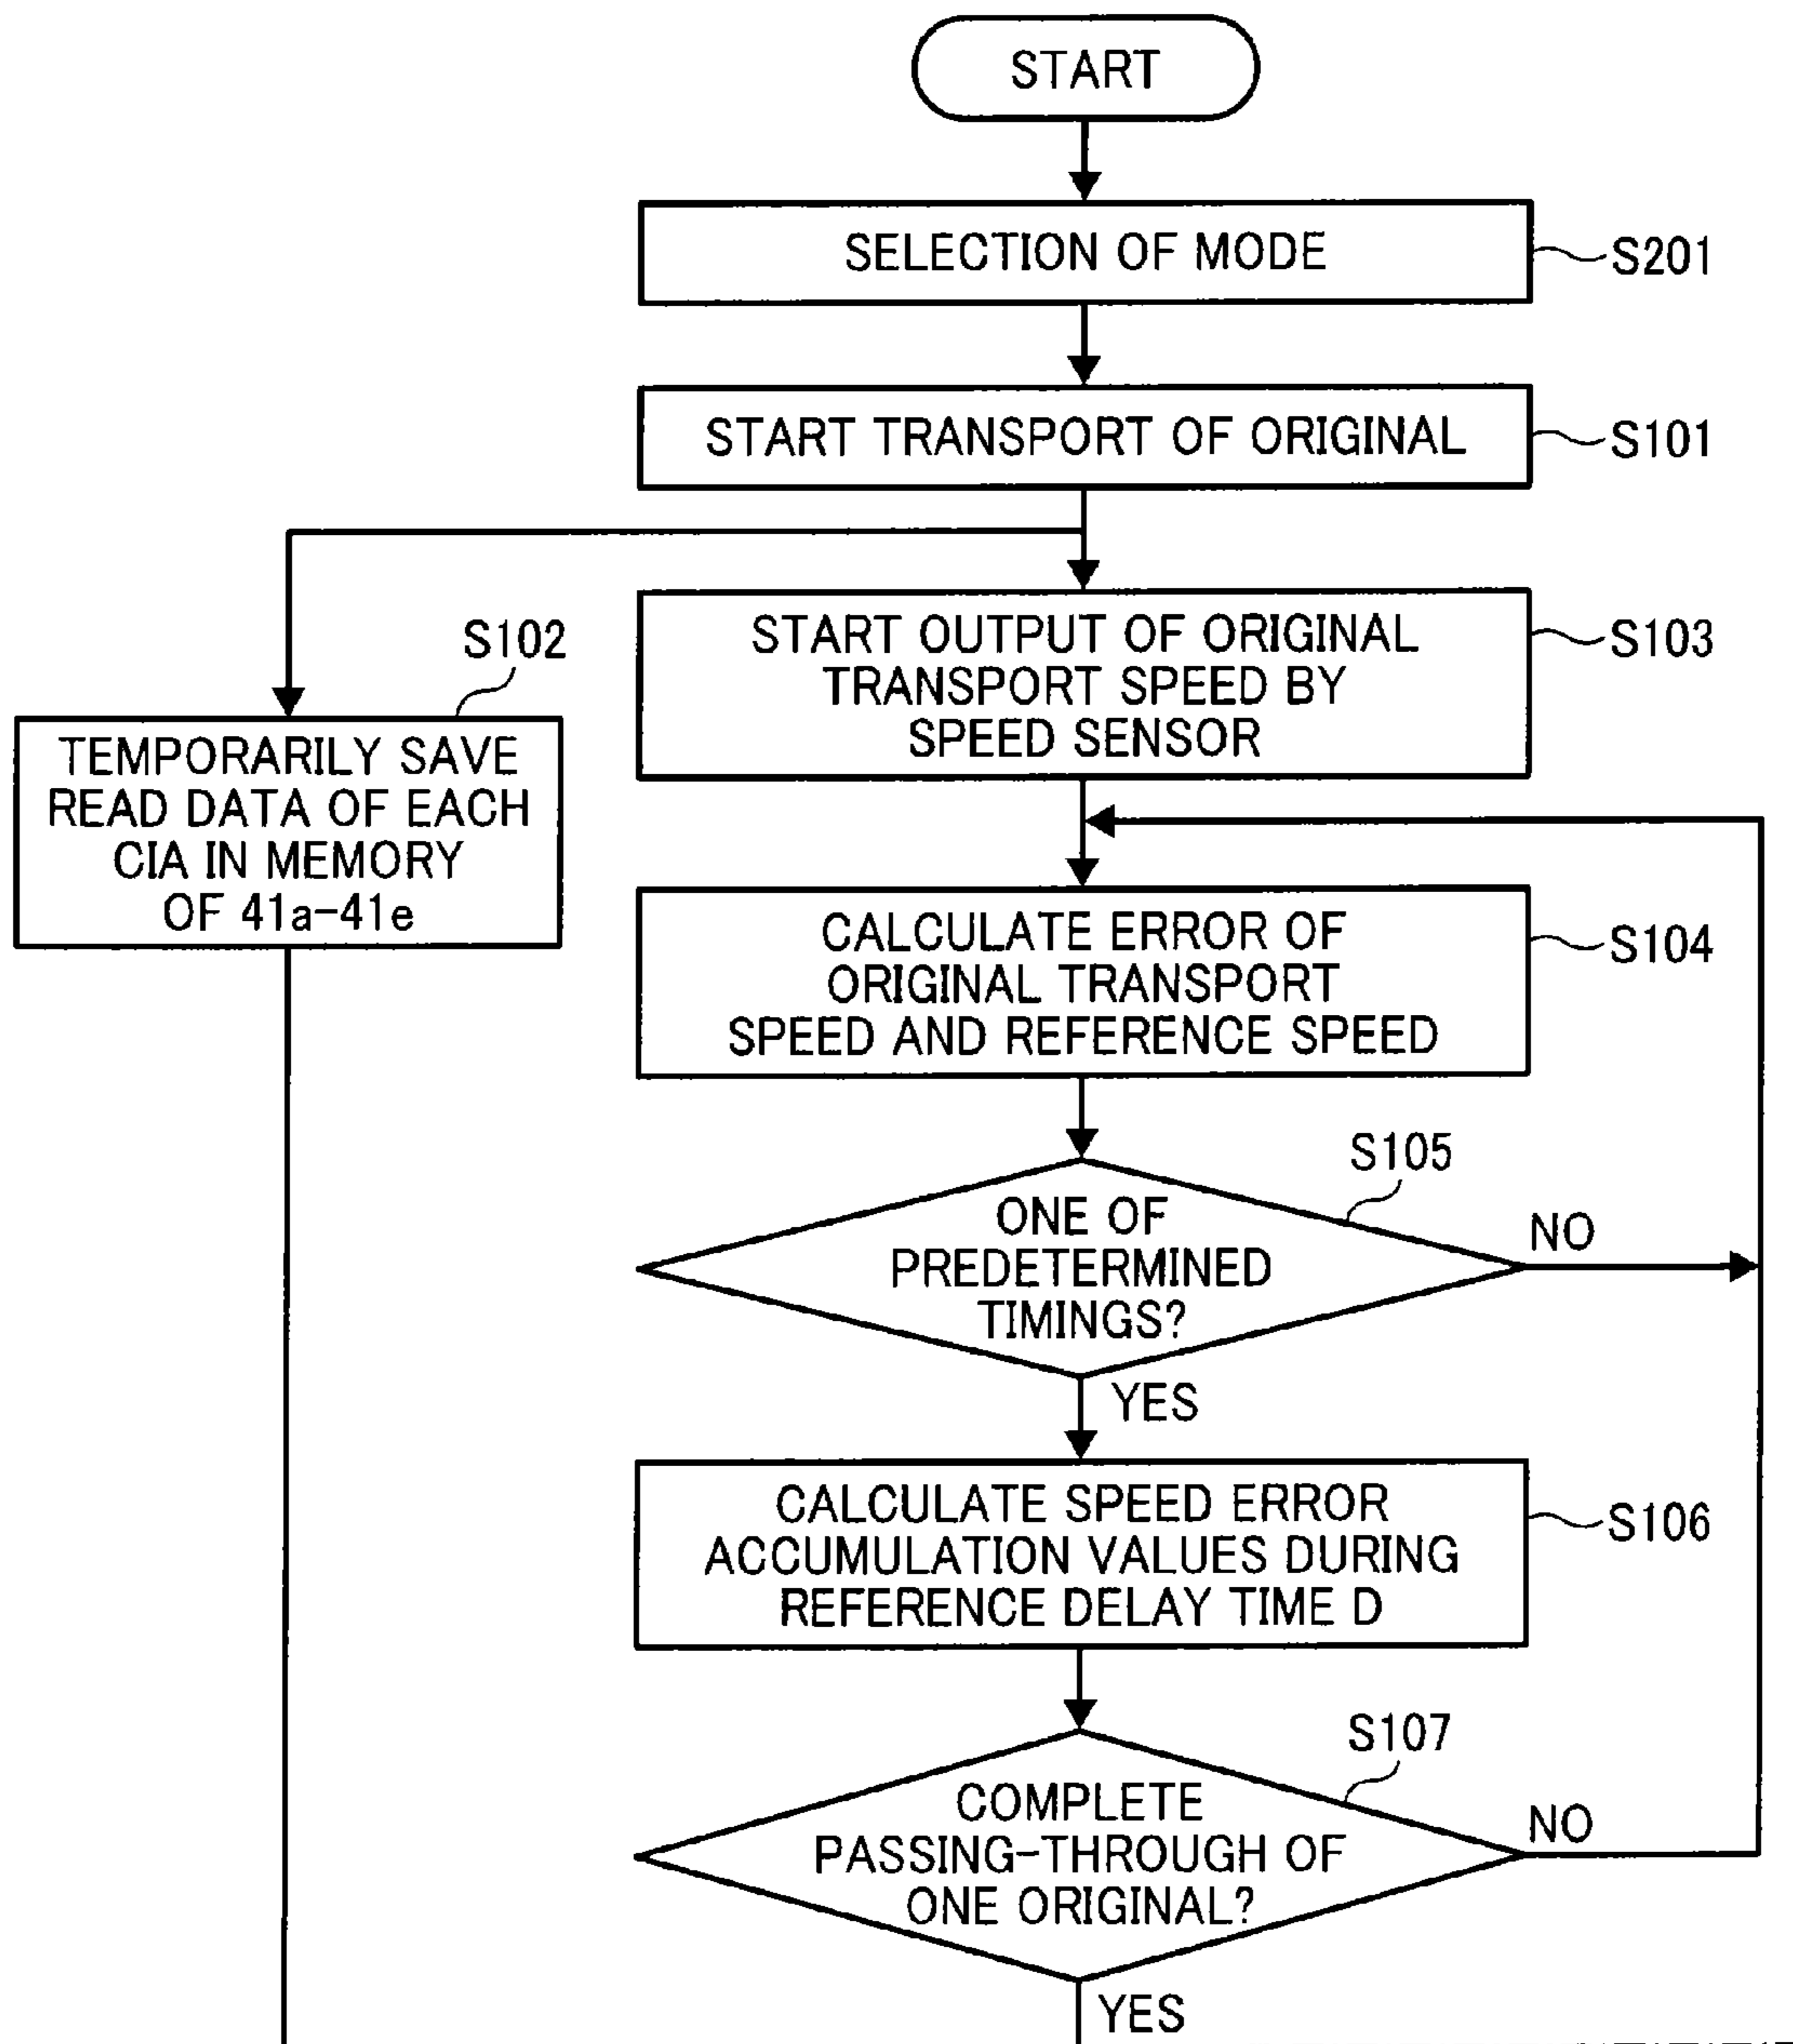 START
SELECTION OF MODE
S201
START TRANSPORT OF ORIGINAL
S101
START OUTPUT OF ORIGINAL
TRANSPORT SPEED BY
SPEED SENSOR
S103
S102
TEMPORARILY SAVE
READ DATA OF EACH
CIA IN MEMORY
OF 41a-41e
CALCULATE ERROR OF
ORIGINAL TRANSPORT
SPEED AND REFERENCE SPEED
S104
S105
ONE OF
PREDETERMINED
TIMINGS?
NO
YES
CALCULATE SPEED ERROR
ACCUMULATION VALUES DURING
REFERENCE DELAY TIME D
S106
S107
COMPLETE
PASSING-THROUGH OF
ONE ORIGINAL?
NO
YES